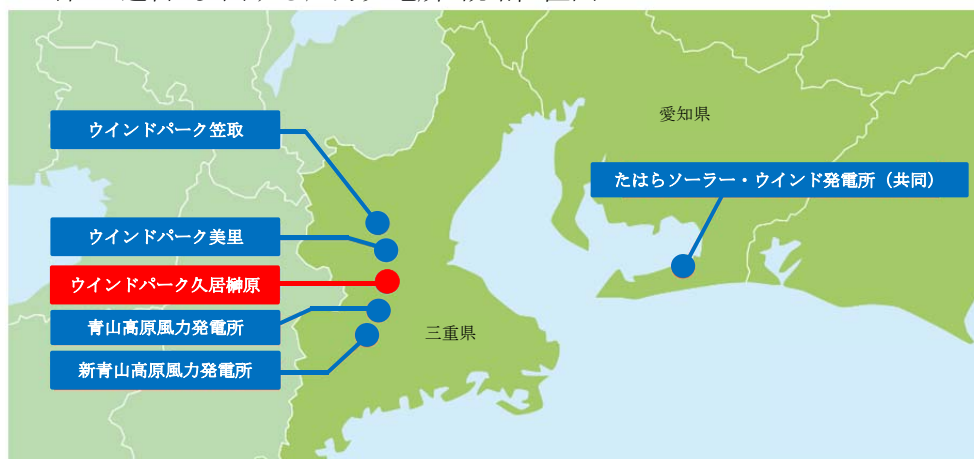 ウインドパーク笠取
愛知県
たはらソーラー・ウインド発電所（共同）
ウインドパーク美里
ウインドパーク久居榊原
青山高原風力発電所
三重県
新青山高原風力発電所